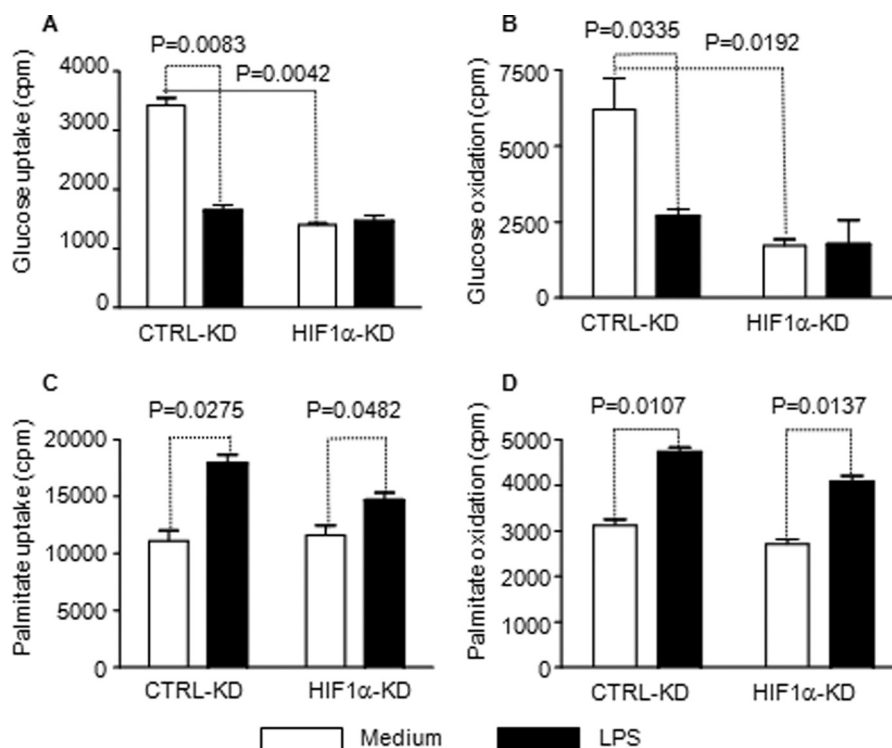 A
P=0.0083
P=0.0042
Glucose uptake (cpm)
4000
3000
2000
1000
0
CTRL-KD
HIF1α-KD
B
P=0.0335
P=0.0192
Glucose oxidation (cpm)
7500
5000
2500
0
CTRL-KD
HIF1α-KD
C
P=0.0275
P=0.0482
Palmitate uptake (cpm)
20000
15000
10000
5000
0
CTRL-KD
HIF1α-KD
D
P=0.0107
P=0.0137
Palmitate oxidation (cpm)
5000
4000
3000
2000
1000
0
CTRL-KD
HIF1α-KD
Medium
LPS